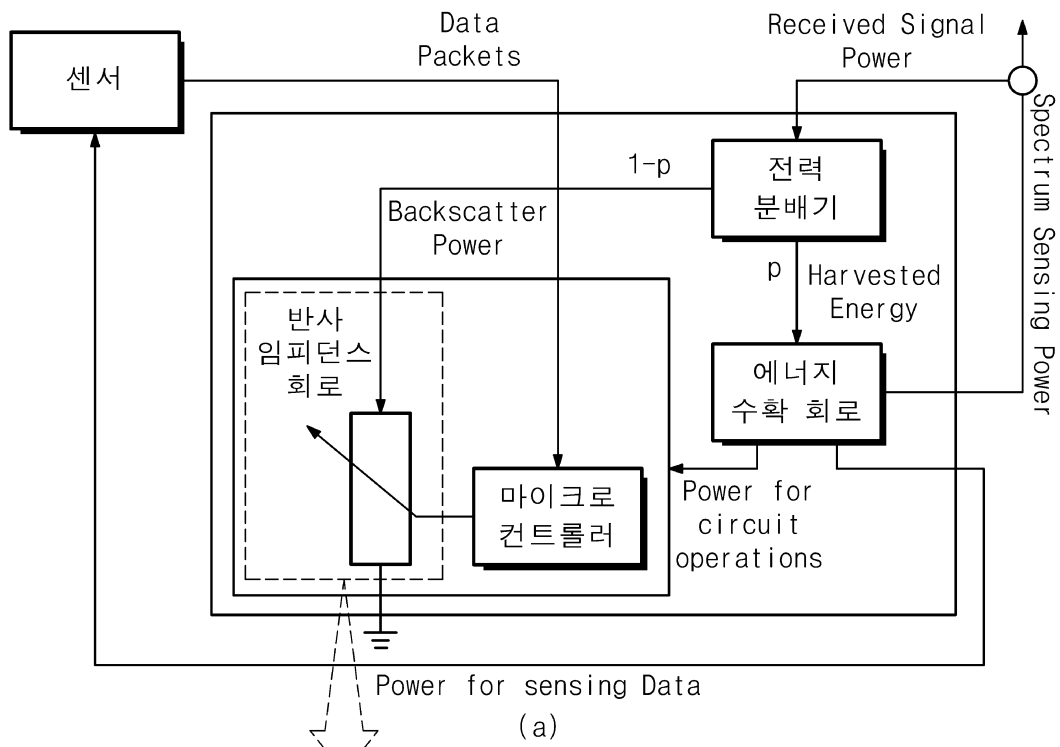 Data
Packets
Received Signal
Power
센서
Spectrum Sensing Power
전력
분배기
1-p
Backscatter
Power
p
Harvested
Energy
반사
임피던스
회로
에너지
수확 회로
마이크로
컨트롤러
Power for
circuit
operations
Power for sensing Data
(a)